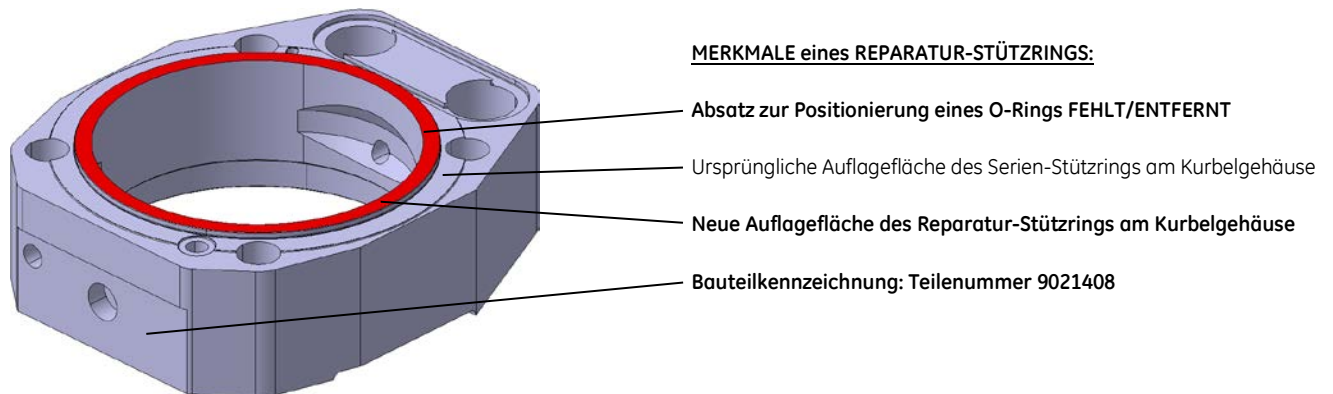 MERKMALE eines REPARATUR-STÜTZRINGS:
Absatz zur Positionierung eines O-Rings FEHLT/ENTFERNT
Ursprüngliche Auflagefläche des Serien-Stützrings am Kurbelgehäuse
Neue Auflagefläche des Reparatur-Stützrings am Kurbelgehäuse
Bauteilkennzeichnung: Teilenummer 9021408